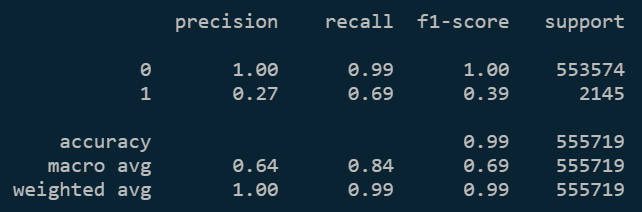 precision recall f1-score support
0 1.00 0.99 1.00 553574
1 0.27 0.69 0.39 2145
accuracy 0.99 555719
macro avg 0.64 0.84 0.69 555719
weighted avg 1.00 0.99 0.99 555719